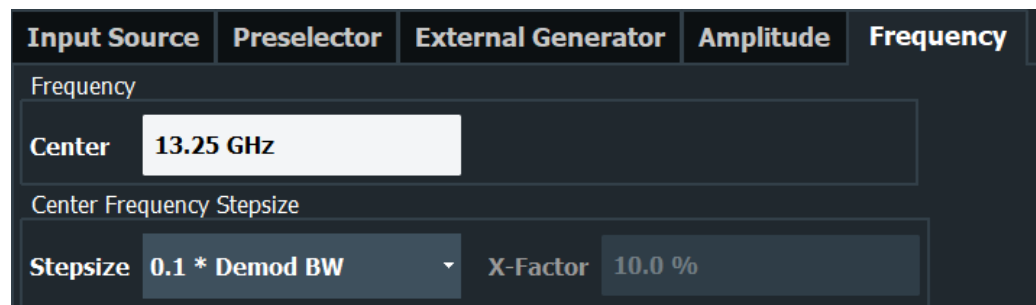 Input Source Preselector External Generator Amplitude Frequency
Frequency
Center 13.25 GHz
Center Frequency Stepsize
Stepsize 0.1 * Demod BW X-Factor 10.0 %